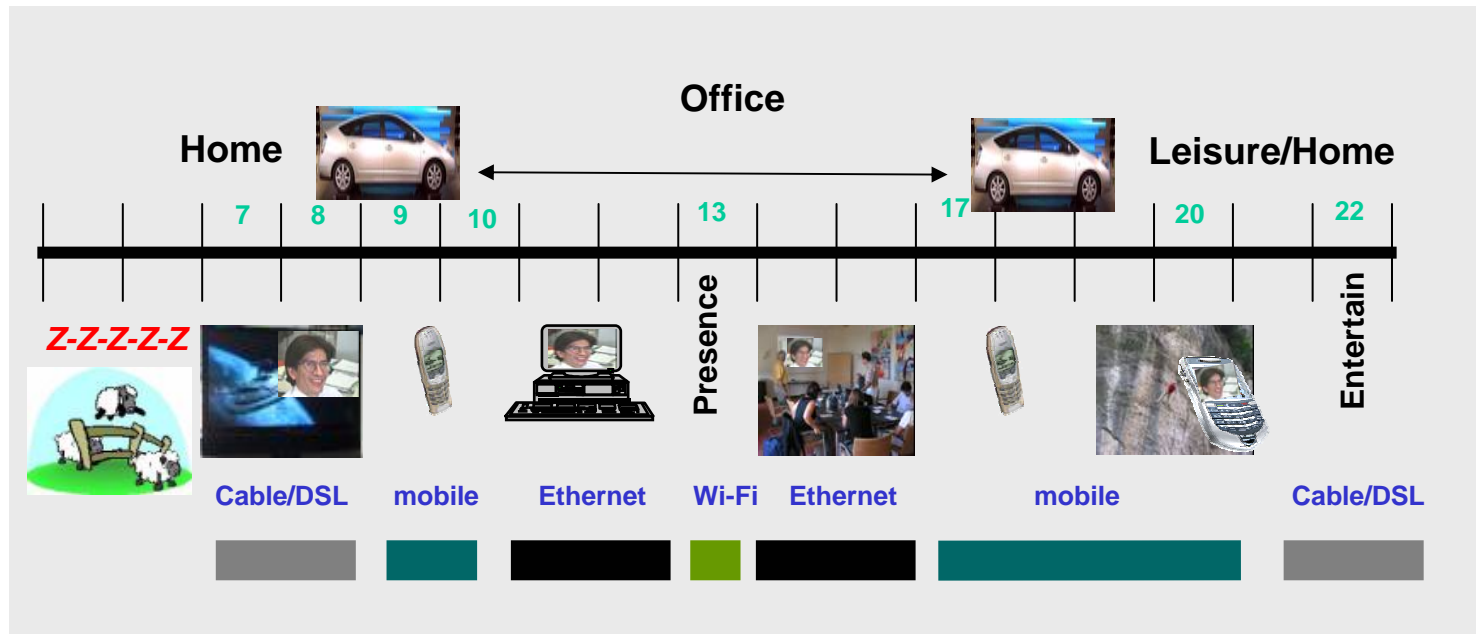 Office
Home
Leisure/Home
7 8 9 10 13 17 20 22
Presence
Entertain
Z-Z-Z-Z-Z
Cable/DSL mobile Ethernet Wi-Fi Ethernet mobile Cable/DSL